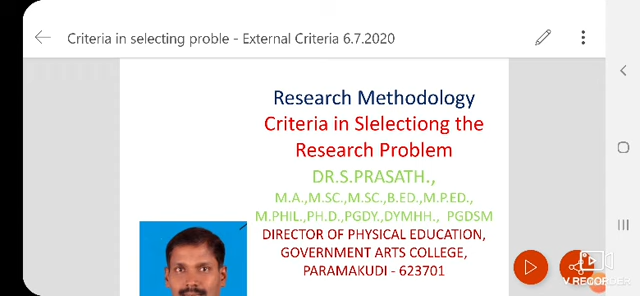 Criteria in selecting proble - External Criteria 6.7.2020
Research Methodology
Criteria in Slelectiong the
Research Problem
DR.S.PRASATH.,
M.A.,M.SC.,M.SC.,B.ED.,M.P.ED.,
M.PHIL.,PH.D.,PGDY.,DYMHH., PGDSM
DIRECTOR OF PHYSICAL EDUCATION,
GOVERNMENT ARTS COLLEGE,
PARAMAKUDI - 623701
V RECORDER